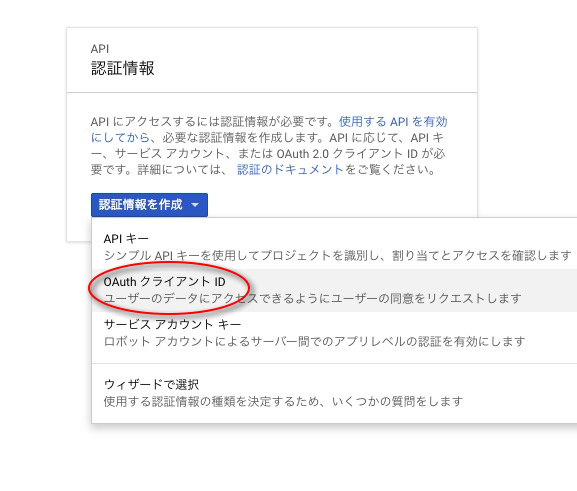 API
認証情報
API にアクセスするには認証情報が必要です。使用する API を有効
にしてから、必要な認証情報を作成します。API に応じて、API キ
ー、サービス アカウント、または OAuth 2.0 クライアント ID が必
要です。詳細については、 認証のドキュメントをご覧ください。
認証情報を作成
API キー
シンプル API キーを使用してプロジェクトを識別し、割り当てとアクセスを確認します
OAuth クライアント ID
ユーザーのデータにアクセスできるようにユーザーの同意をリクエストします
サービス アカウント キー
ロボット アカウントによるサーバー間でのアプリレベルの認証を有効にします
ウィザードで選択
使用する認証情報の種類を決定するため、いくつかの質問をします